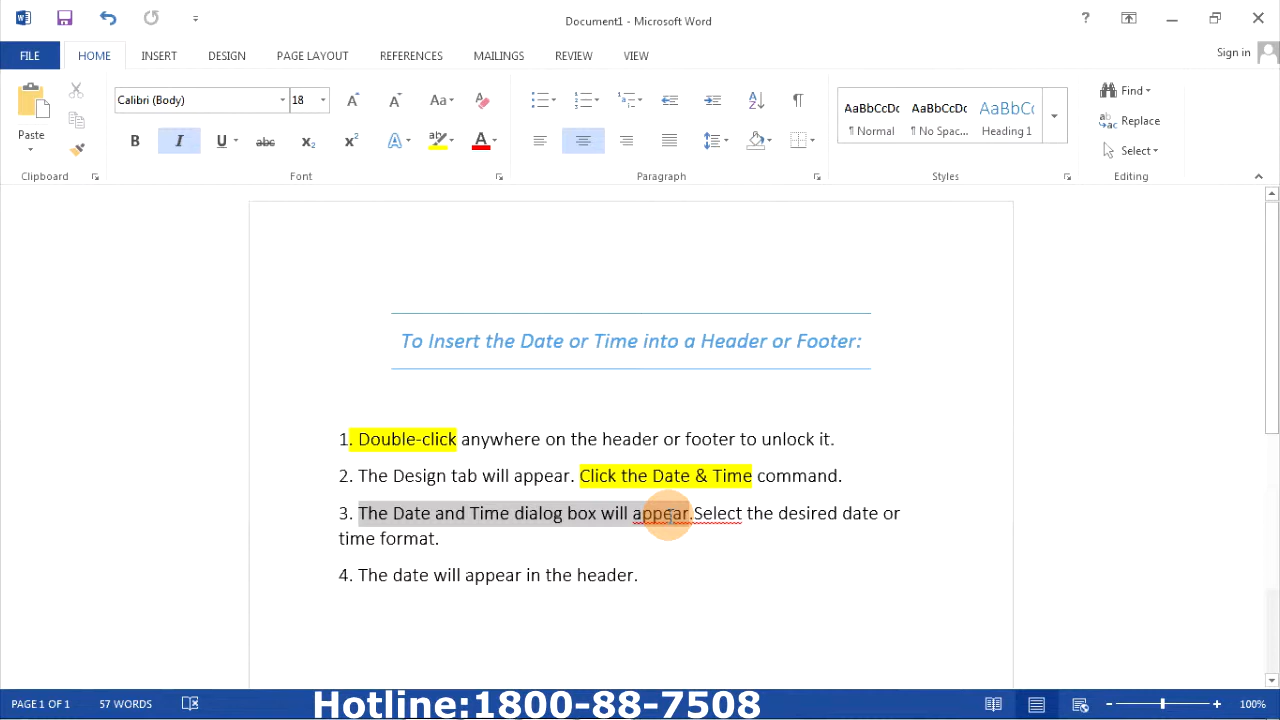 Document1 - Microsoft Word
?
FILE
HOME
INSERT
DESIGN
PAGE LAYOUT
REFERENCES
MAILINGS
REVIEW
VIEW
Sign in
Paste
Clipboard
Calibri (Body)
18
Aa
B I U abc x₂ x² A A
Font
Paragraph
AaBbCcDc AaBbCcDc AaBbCc
¶ Normal ¶ No Spac... Heading 1
Styles
Find
Replace
Select
Editing
To Insert the Date or Time into a Header or Footer:
1. Double-click anywhere on the header or footer to unlock it.
2. The Design tab will appear. Click the Date & Time command.
3. The Date and Time dialog box will appear.Select the desired date or
time format.
4. The date will appear in the header.
PAGE 1 OF 1
57 WORDS
Hotline:1800-88-7508
100%